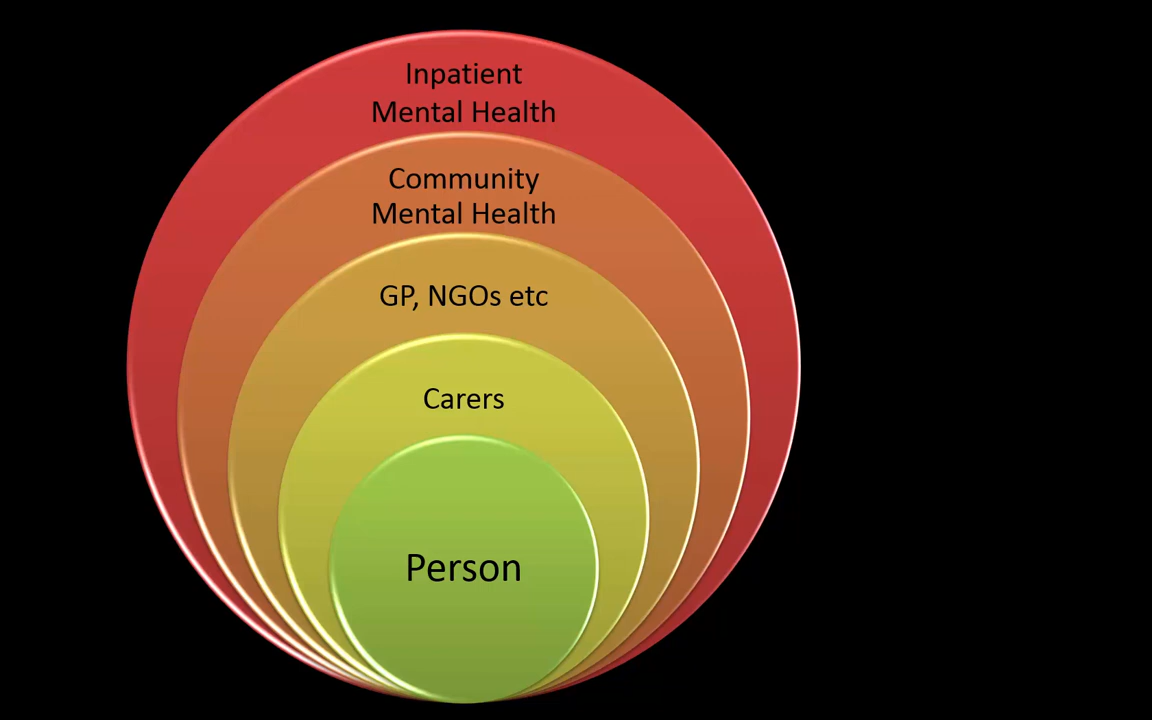 Inpatient
Mental Health
Community
Mental Health
GP, NGOs etc
Carers
Person